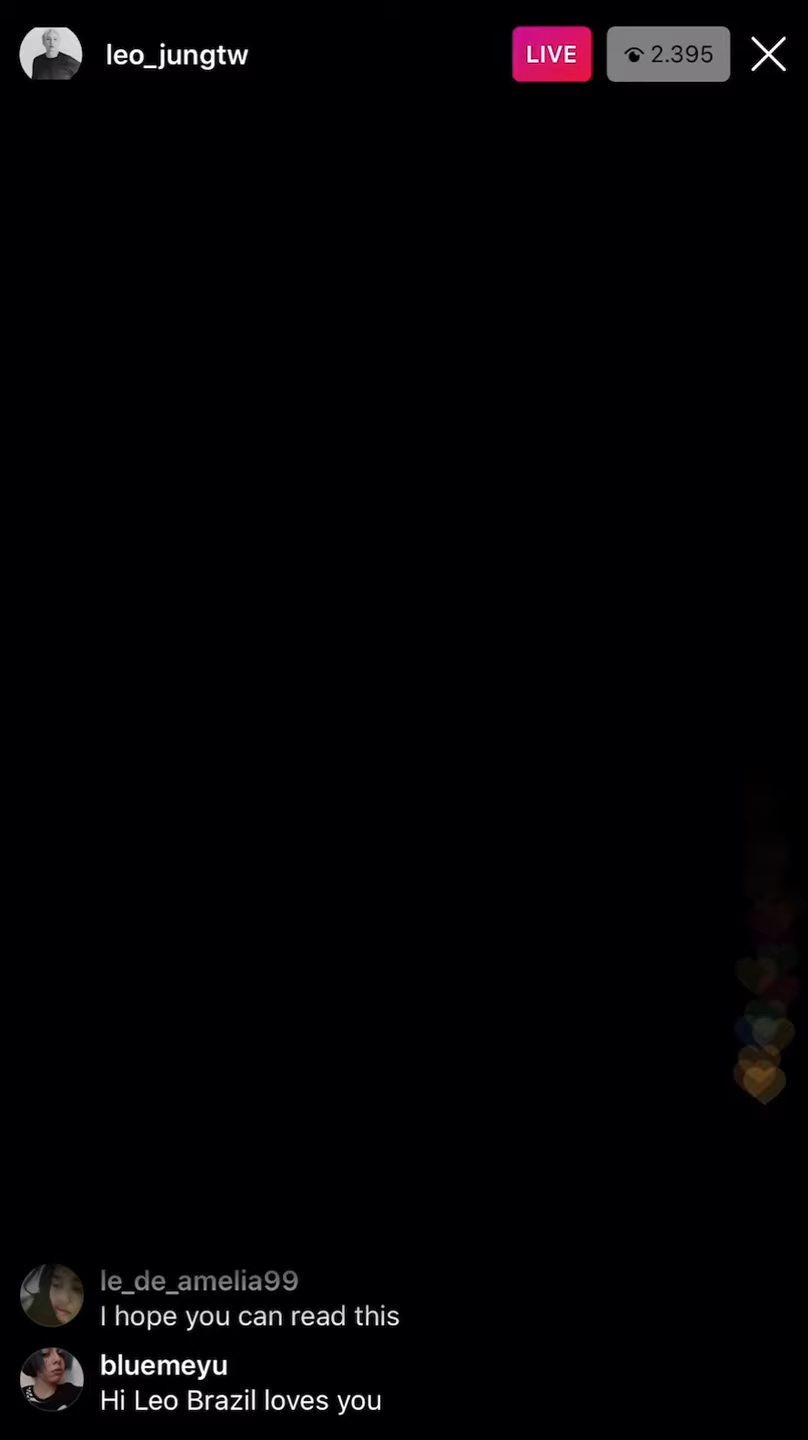 leo_jungtw
LIVE
2.395
le_de_amelia99
I hope you can read this
bluemeyu
Hi Leo Brazil loves you